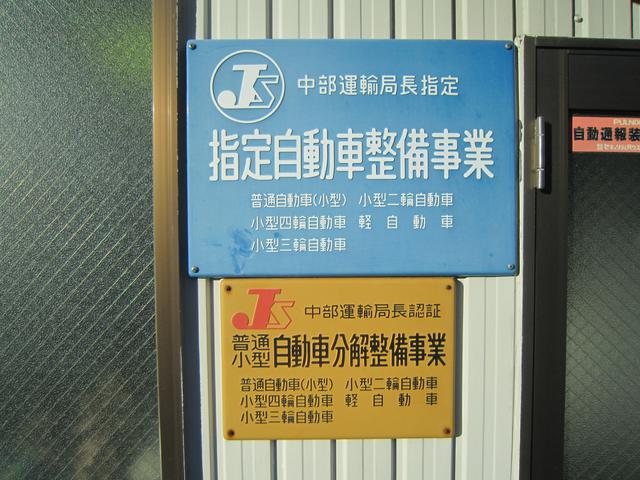 JS 中部運輸局長指定
指定自動車整備事業
普通自動車(小型) 小型二輪自動車
小型四輪自動車 軽自動車
小型三輪自動車
JS 中部運輸局長認証
普通
小型 自動車分解整備事業
普通自動車(小型) 小型二輪自動車
小型四輪自動車 軽自動車
小型三輪自動車
PULNiX
自動通報装